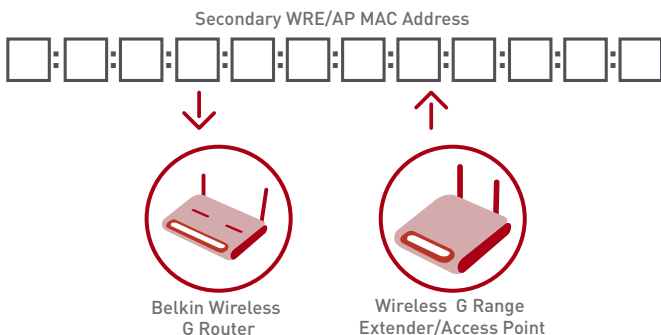 Secondary WRE/AP MAC Address
: : : : : : : : : : :
Belkin Wireless
G Router
Wireless G Range
Extender/Access Point